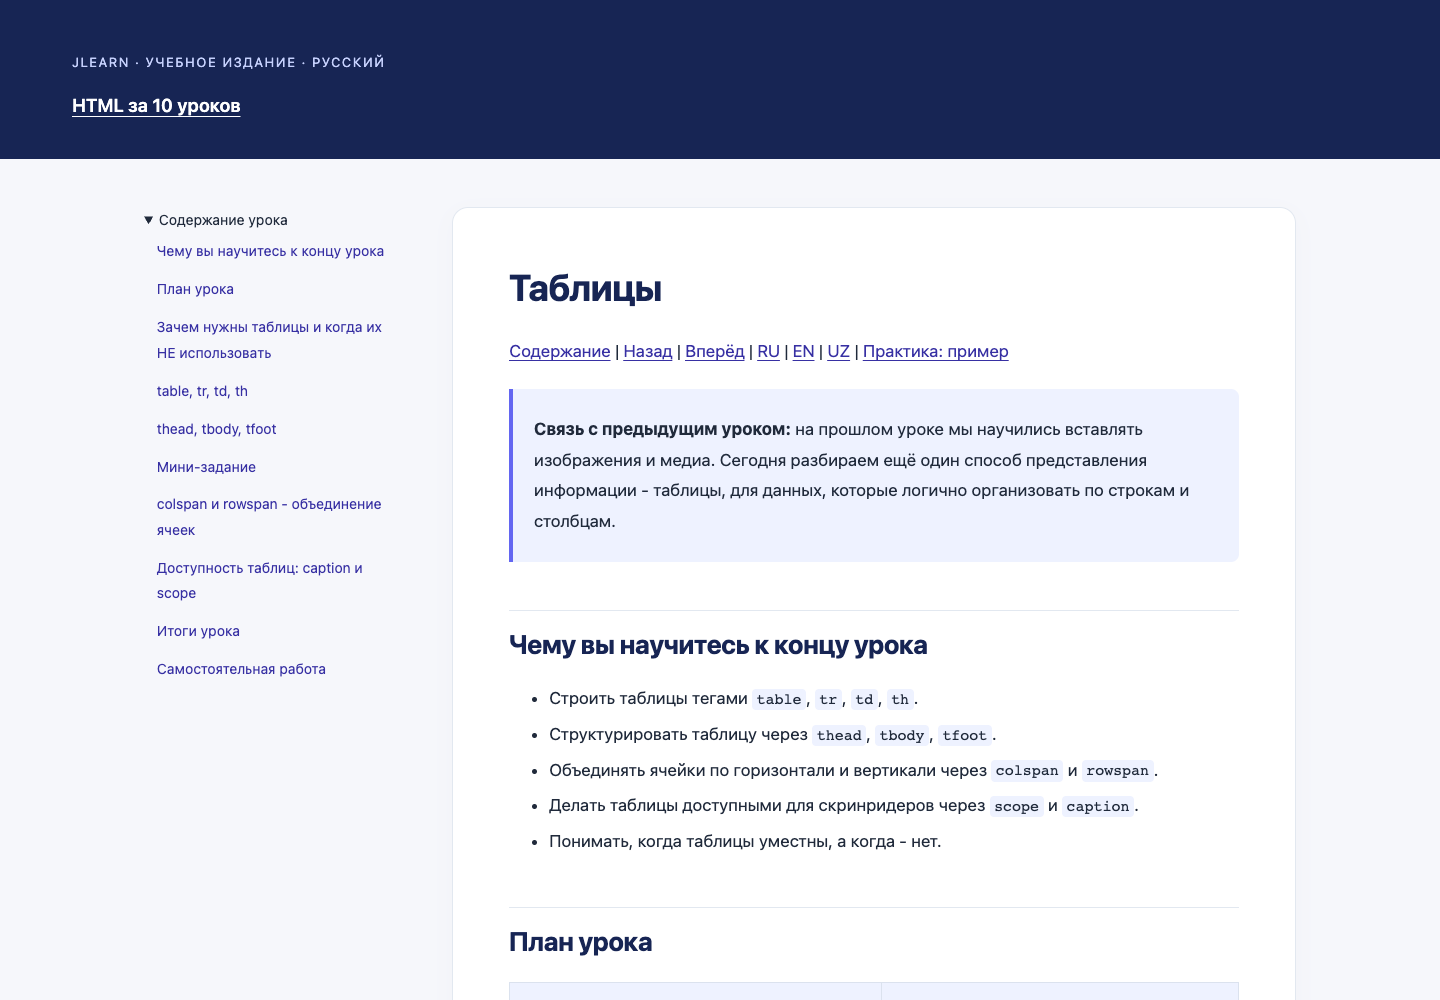 JLEARN · УЧЕБНОЕ ИЗДАНИЕ · РУССКИЙ
HTML за 10 уроков
▼ Содержание урока
Чему вы научитесь к концу урока
План урока
Зачем нужны таблицы и когда их
НЕ использовать
table, tr, td, th
thead, tbody, tfoot
Мини-задание
colspan и rowspan - объединение
ячеек
Доступность таблиц: caption и
scope
Итоги урока
Самостоятельная работа
Таблицы
Содержание | Назад | Вперёд | RU | EN | UZ | Практика: пример
Связь с предыдущим уроком: на прошлом уроке мы научились вставлять
изображения и медиа. Сегодня разбираем ещё один способ представления
информации - таблицы, для данных, которые логично организовать по строкам и
столбцам.
Чему вы научитесь к концу урока
• Строить таблицы тегами table, tr, td, th.
• Структурировать таблицу через thead, tbody, tfoot.
• Объединять ячейки по горизонтали и вертикали через colspan и rowspan.
• Делать таблицы доступными для скринридеров через scope и caption.
• Понимать, когда таблицы уместны, а когда - нет.
План урока